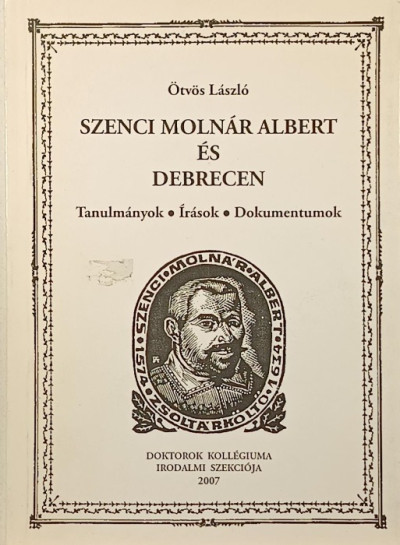 Ötvös László
SZENCI MOLNÁR ALBERT
ÉS
DEBRECEN
Tanulmányok • Írások • Dokumentumok
SZENCI • MOLNÁR • ALBERT
1574 ZSOLTÁRKÖLTŐ 1634
DOKTOROK KOLLÉGIUMA
IRODALMI SZEKCIÓJA
2007